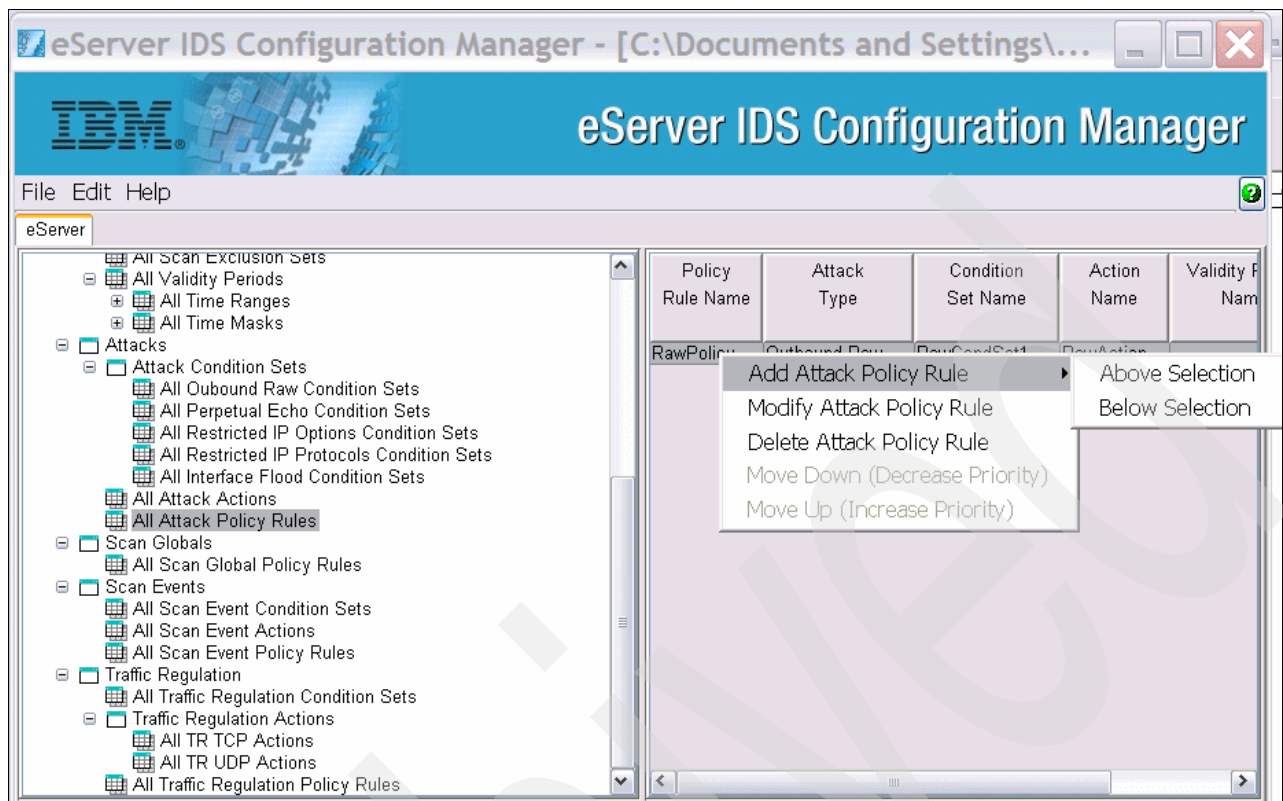 eServer IDS Configuration Manager - [C:\Documents and Settings\...
IBM®
eServer IDS Configuration Manager
File Edit Help
eServer
All Scan Exclusion Sets
All Validity Periods
All Time Ranges
All Time Masks
Attacks
Attack Condition Sets
All Oubound Raw Condition Sets
All Perpetual Echo Condition Sets
All Restricted IP Options Condition Sets
All Restricted IP Protocols Condition Sets
All Interface Flood Condition Sets
All Attack Actions
All Attack Policy Rules
Scan Globals
All Scan Global Policy Rules
Scan Events
All Scan Event Condition Sets
All Scan Event Actions
All Scan Event Policy Rules
Traffic Regulation
All Traffic Regulation Condition Sets
Traffic Regulation Actions
All TR TCP Actions
All TR UDP Actions
All Traffic Regulation Policy Rules
Policy Rule Name
Attack Type
Condition Set Name
Action Name
Validity
RawPolicy Outbound Raw RawCondSet1 RawAction
Add Attack Policy Rule
Modify Attack Policy Rule
Delete Attack Policy Rule
Move Down (Decrease Priority)
Move Up (Increase Priority)
Above Selection
Below Selection